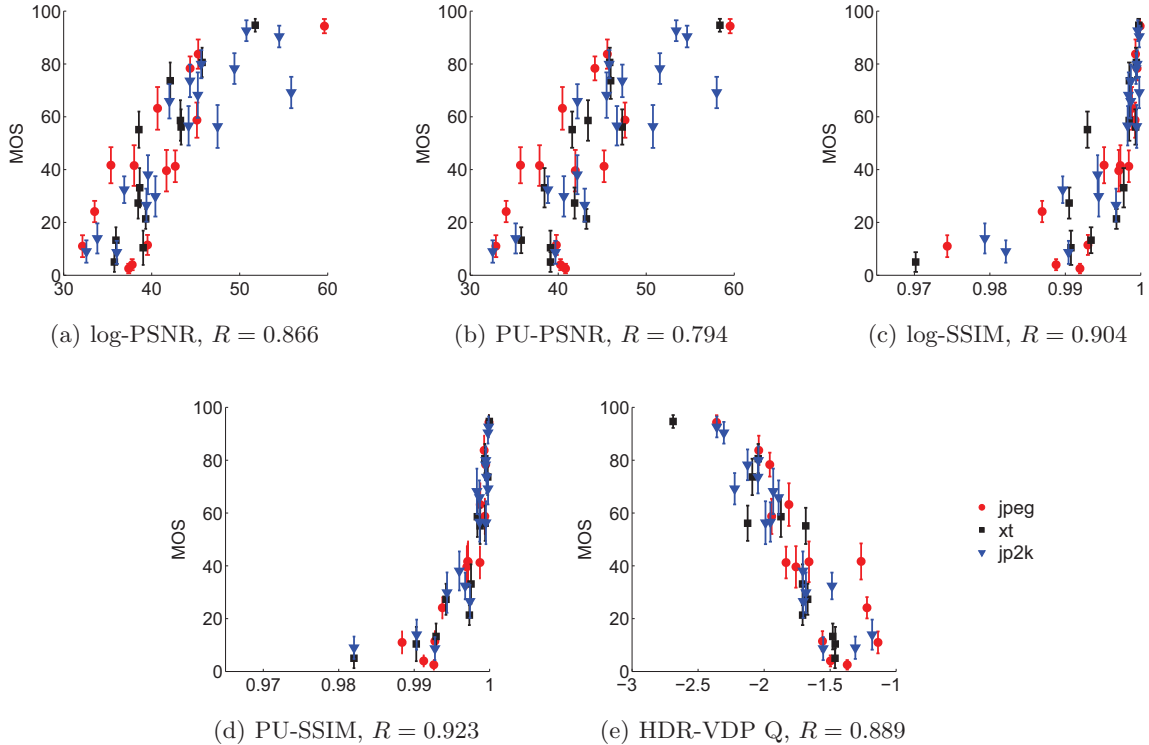 100
80
60
40
20
0
MOS
30 40 50 60
(a) log-PSNR, R = 0.866
100
80
60
40
20
0
MOS
30 40 50 60
(b) PU-PSNR, R = 0.794
100
80
60
40
20
0
MOS
0.97 0.98 0.99 1
(c) log-SSIM, R = 0.904
100
80
60
40
20
0
MOS
0.97 0.98 0.99 1
(d) PU-SSIM, R = 0.923
100
80
60
40
20
0
MOS
−3 −2.5 −2 −1.5 −1
(e) HDR-VDP Q, R = 0.889
jpeg
xt
jp2k